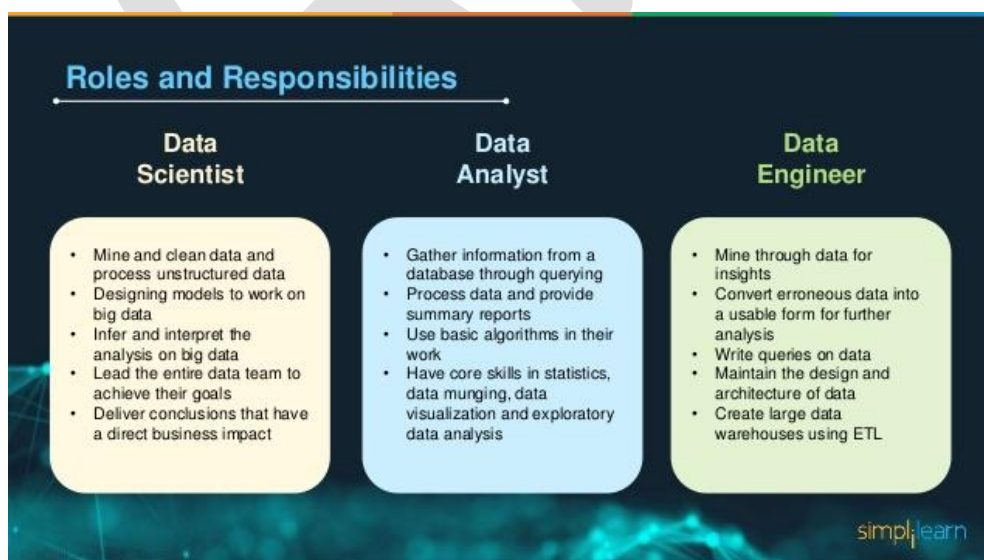 Roles and Responsibilities
Data
Scientist
• Mine and clean data and
process unstructured data
• Designing models to work on
big data
• Infer and interpret the
analysis on big data
• Lead the entire data team to
achieve their goals
• Deliver conclusions that have
a direct business impact
Data
Analyst
• Gather information from a
database through querying
• Process data and provide
summary reports
• Use basic algorithms in their
work
• Have core skills in statistics,
data munging, data
visualization and exploratory
data analysis
Data
Engineer
• Mine through data for
insights
• Convert erroneous data into
a usable form for further
analysis
• Write queries on data
• Maintain the design and
architecture of data
• Create large data
warehouses using ETL
simplilearn